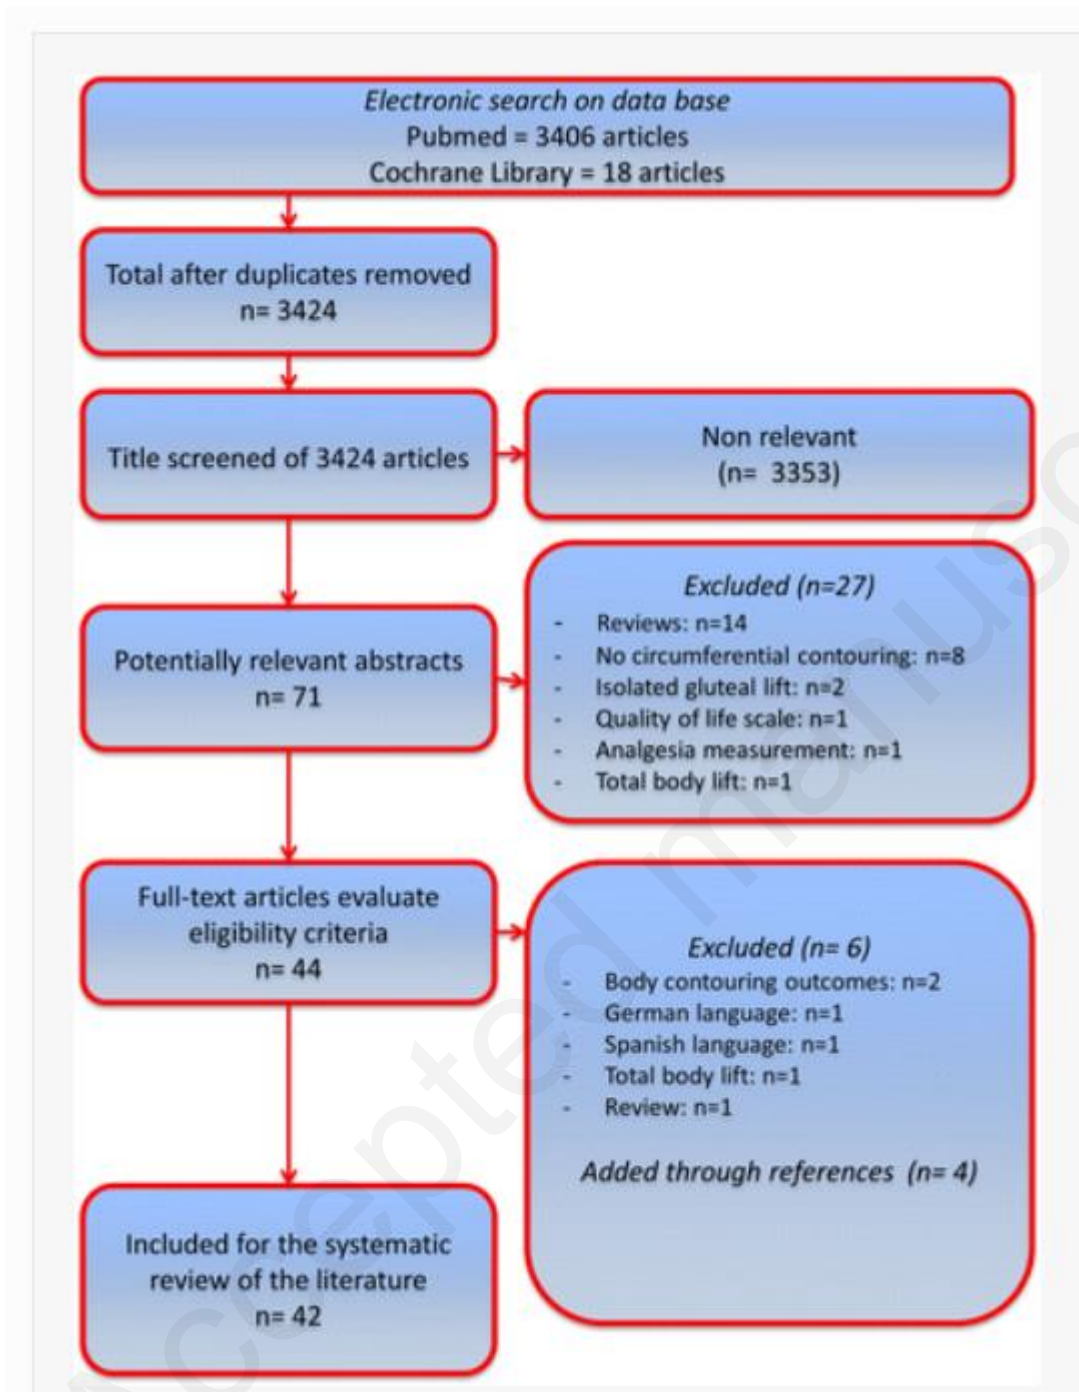 Electronic search on data base
Pubmed = 3406 articles
Cochrane Library = 18 articles
Total after duplicates removed
n= 3424
Title screened of 3424 articles
Non relevant
(n= 3353)
Potentially relevant abstracts
n= 71
Excluded (n=27)
- Reviews: n=14
- No circumferential contouring: n=8
- Isolated gluteal lift: n=2
- Quality of life scale: n=1
- Analgesia measurement: n=1
- Total body lift: n=1
Full-text articles evaluate
eligibility criteria
n= 44
Excluded (n= 6)
- Body contouring outcomes: n=2
- German language: n=1
- Spanish language: n=1
- Total body lift: n=1
- Review: n=1
Added through references (n= 4)
Included for the systematic
review of the literature
n= 42
Accepted manusc